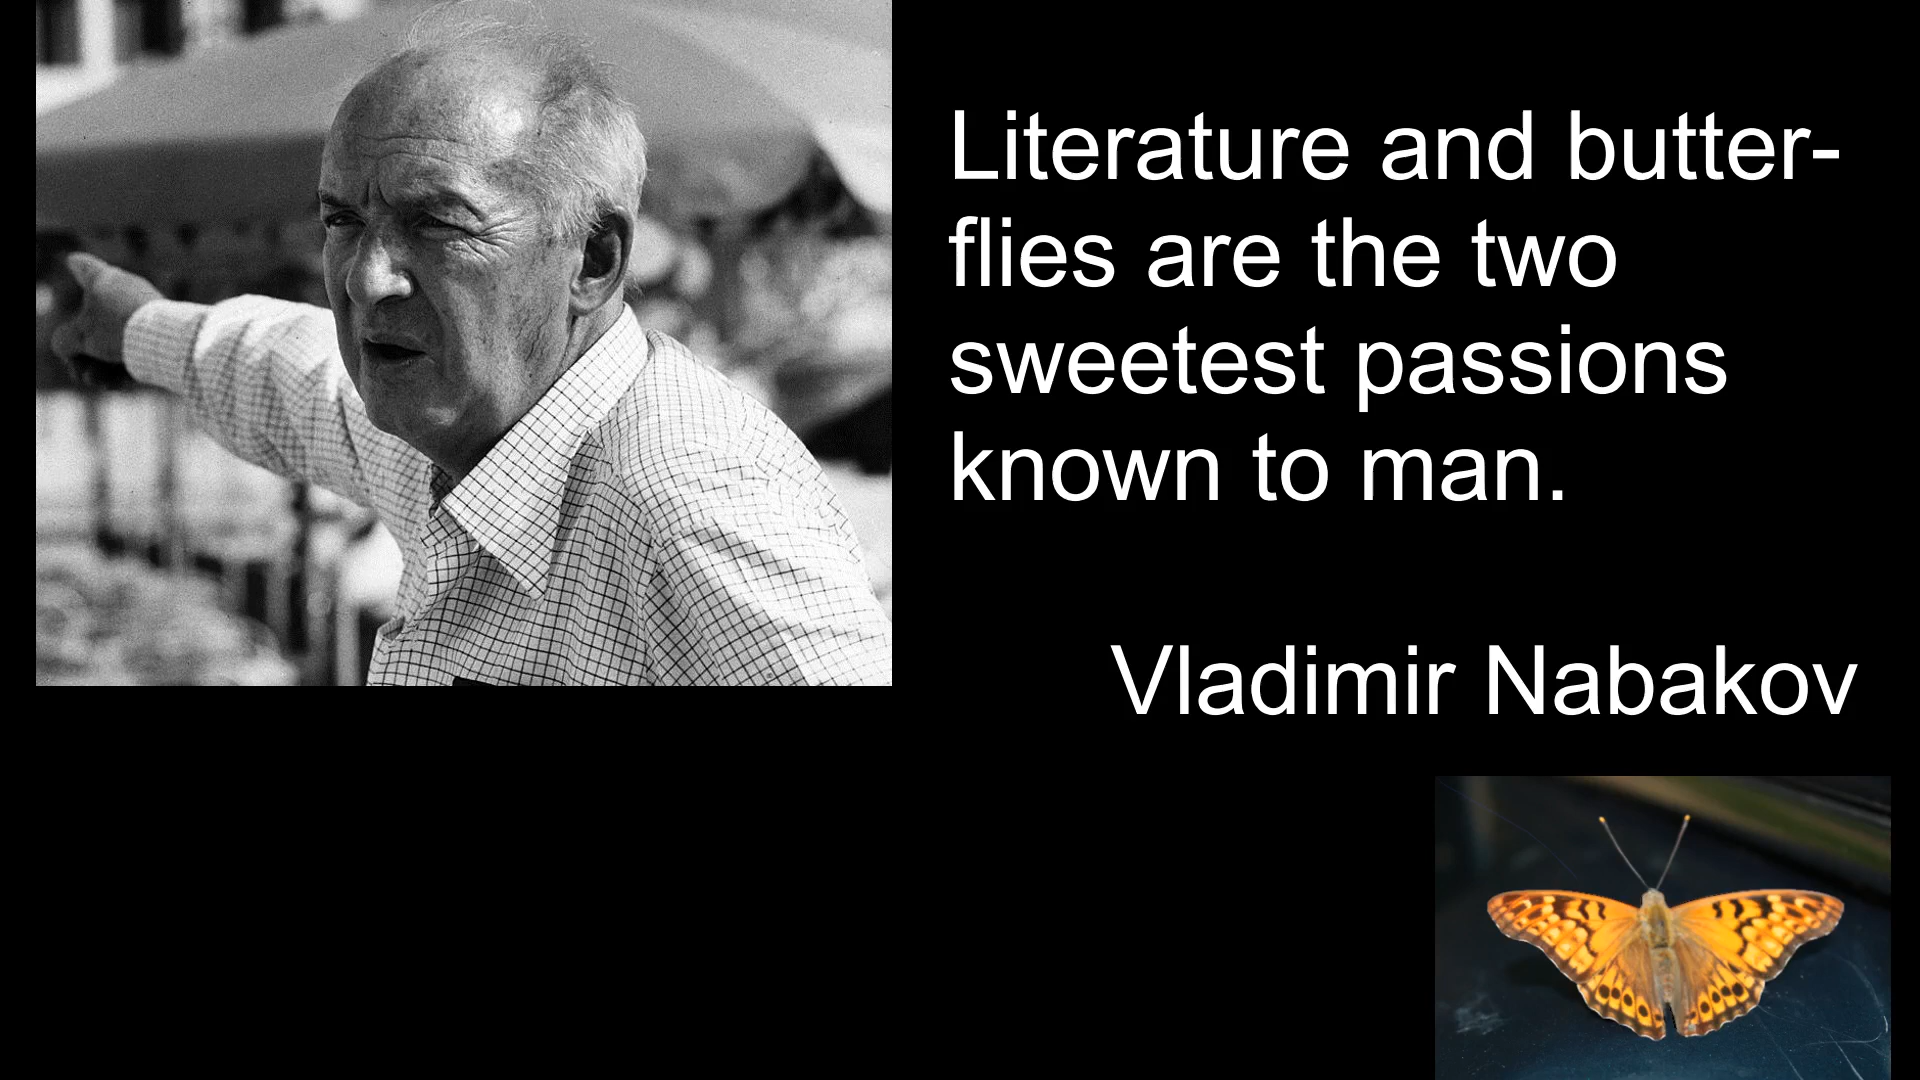 Literature and butter-
flies are the two
sweetest passions
known to man.
Vladimir Nabakov